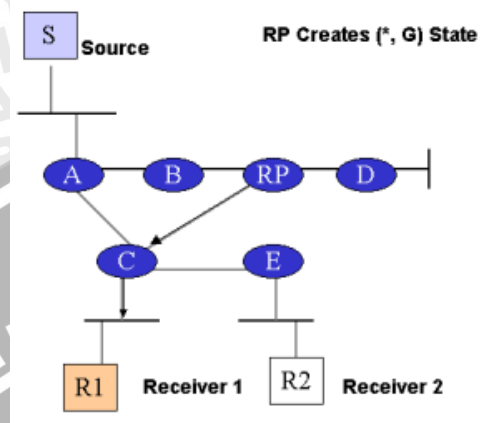 S
Source
RP Creates (*, G) State
A
B
RP
D
C
E
R1
Receiver 1
R2
Receiver 2